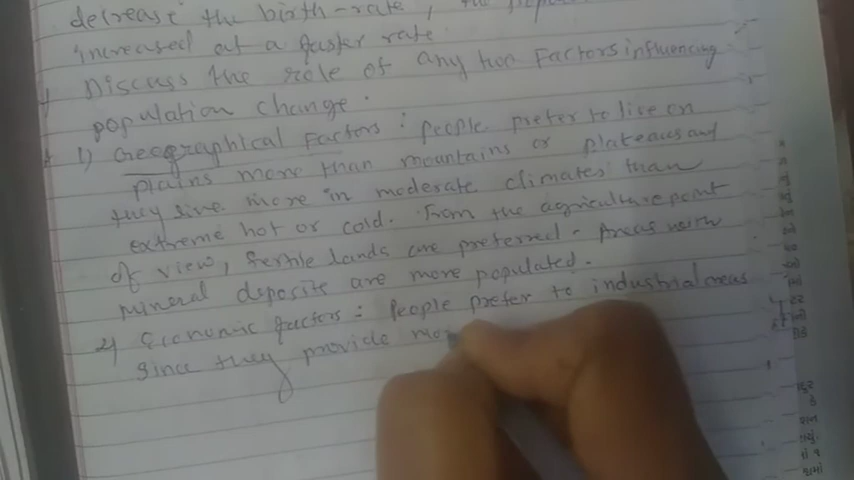 decrease the birth-rate, the
increased at a faster rate
Discuss the role of any two Factors influencing
population change.
1) Geographical Factors: people prefer to live on
plains more than mountains or plateaus and
they live more in moderate climates than
extreme hot or cold. From the agriculture point
of view, fertile lands are preferred. Areas with
mineral deposite are more populated.
2) Economic factors: People prefer to industrial areas
since they provide mor